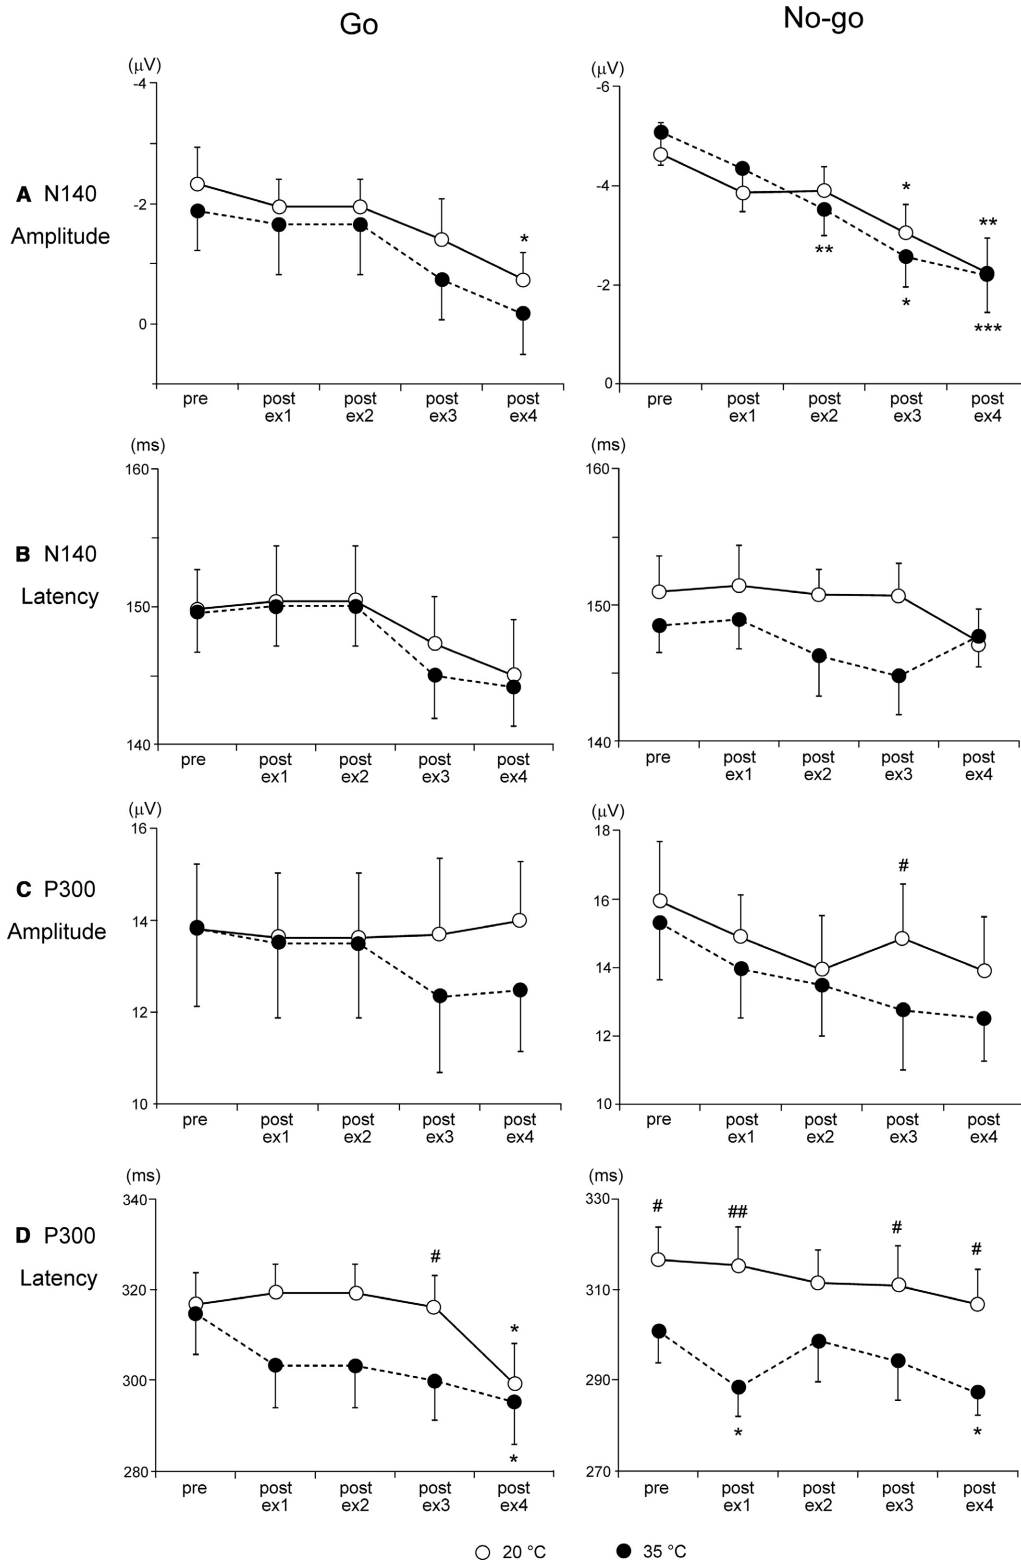 Go
No-go
A N140
Amplitude
(μV)
-4
-2
0
*
pre
post
ex1
post
ex2
post
ex3
post
ex4
(μV)
-6
-4
-2
0
**
*
*
**
***
pre
post
ex1
post
ex2
post
ex3
post
ex4
B N140
Latency
(ms)
160
150
140
pre
post
ex1
post
ex2
post
ex3
post
ex4
160
150
140
(ms)
pre
post
ex1
post
ex2
post
ex3
post
ex4
C P300
Amplitude
(μV)
16
14
12
10
pre
post
ex1
post
ex2
post
ex3
post
ex4
(μV)
18
16
14
12
10
#
pre
post
ex1
post
ex2
post
ex3
post
ex4
D P300
Latency
(ms)
340
320
300
280
#
*
*
pre
post
ex1
post
ex2
post
ex3
post
ex4
(ms)
330
310
290
270
#
##
#
#
*
*
pre
post
ex1
post
ex2
post
ex3
post
ex4
20 °C
35 °C